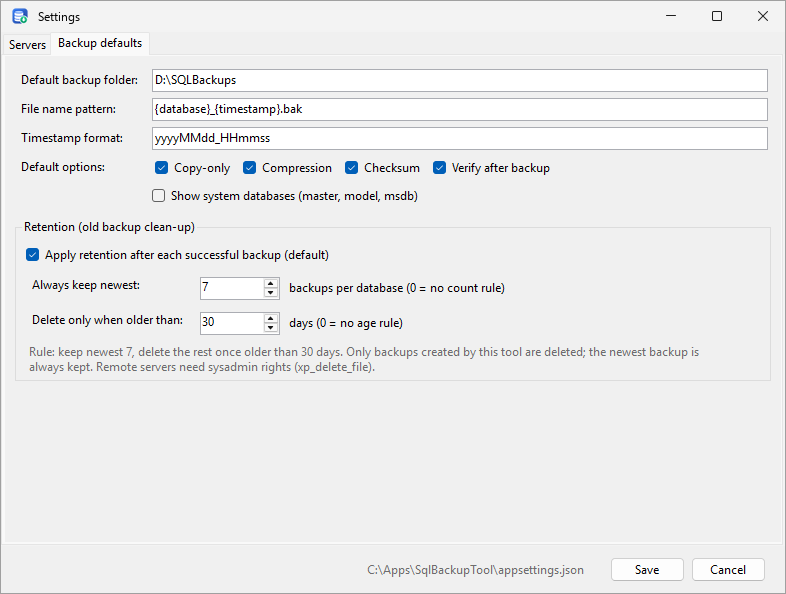 Settings
Servers Backup defaults
Default backup folder: D:\SQLBackups
File name pattern: {database}_{timestamp}.bak
Timestamp format: yyyyMMdd_HHmmss
Default options: Copy-only Compression Checksum Verify after backup
Show system databases (master, model, msdb)
Retention (old backup clean-up)
Apply retention after each successful backup (default)
Always keep newest: 7 backups per database (0 = no count rule)
Delete only when older than: 30 days (0 = no age rule)
Rule: keep newest 7, delete the rest once older than 30 days. Only backups created by this tool are deleted; the newest backup is
always kept. Remote servers need sysadmin rights (xp_delete_file).
C:\Apps\SqlBackupTool\appsettings.json Save Cancel